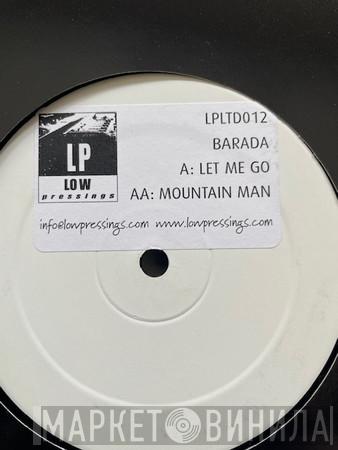 LP
LOW
pressings
LPLTD012
BARADA
A: LET ME GO
AA: MOUNTAIN MAN
info@lowpressings.com www.lowpressings.com
МАРКЕТ ВИНИЛА